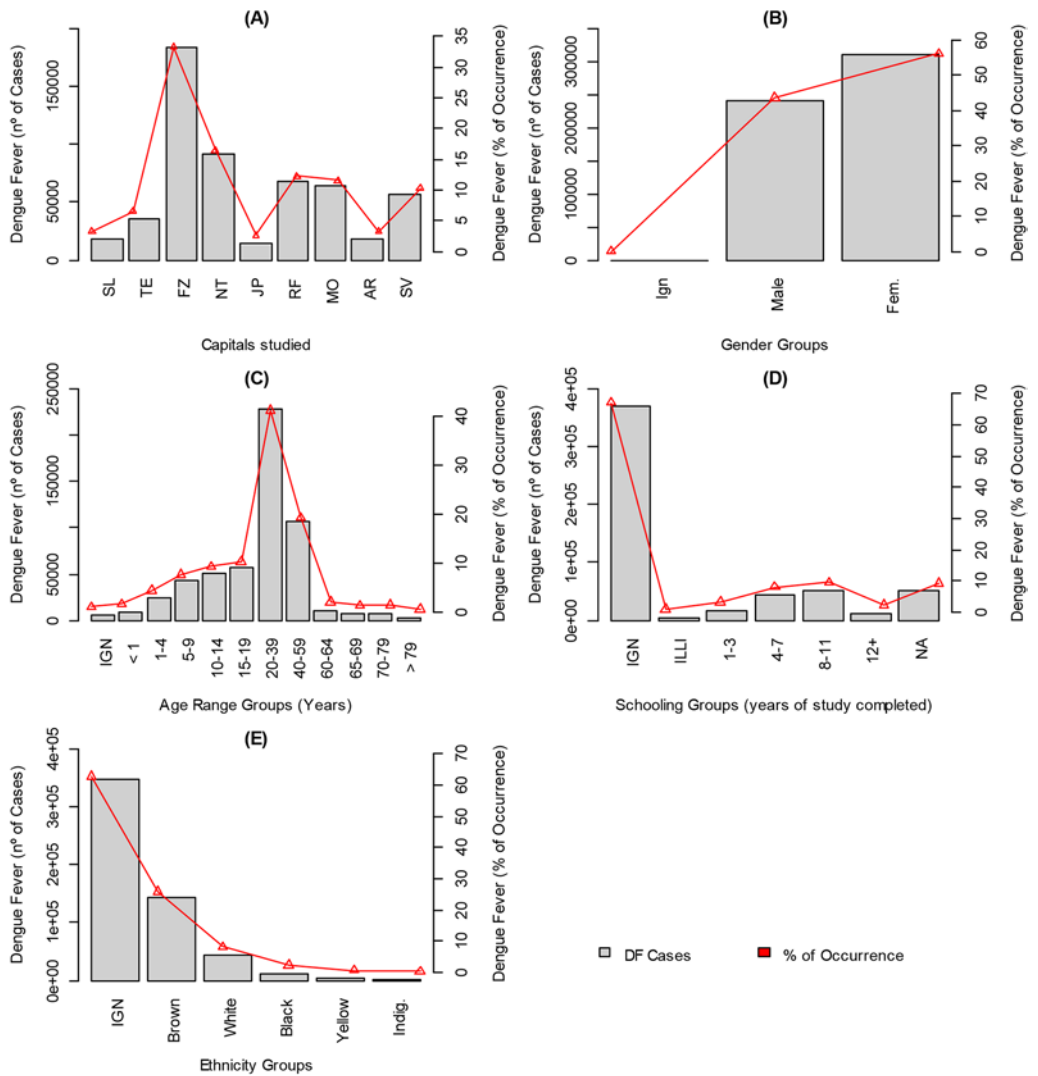 (A)
Dengue Fever (nº of Cases)
0
50000
150000
Dengue Fever (% of Occurrence)
0
5
10
15
20
25
30
35
SL
TE
FZ
NT
JP
RF
MO
AR
SV
Capitals studied
(B)
Dengue Fever (nº of Cases)
0
100000
200000
300000
Dengue Fever (% of Occurrence)
0
10
20
30
40
50
60
Ign
Male
Fem.
Gender Groups
(C)
Dengue Fever (nº of Cases)
0
50000
150000
250000
Dengue Fever (% of Occurrence)
0
10
20
30
40
IGN
< 1
1-4
5-9
10-14
15-19
20-39
40-59
60-64
65-69
70-79
> 79
Age Range Groups (Years)
(D)
Dengue Fever (nº of Cases)
0e+00
1e+05
2e+05
3e+05
4e+05
Dengue Fever (% of Occurrence)
0
10
20
30
40
50
60
70
IGN
ILLI
1-3
4-7
8-11
12+
NA
Schooling Groups (years of study completed)
(E)
Dengue Fever (nº of Cases)
0e+00
1e+05
2e+05
3e+05
4e+05
Dengue Fever (% of Occurrence)
0
10
20
30
40
50
60
70
IGN
Brown
White
Black
Yellow
Indig.
Ethnicity Groups
DF Cases
% of Occurrence